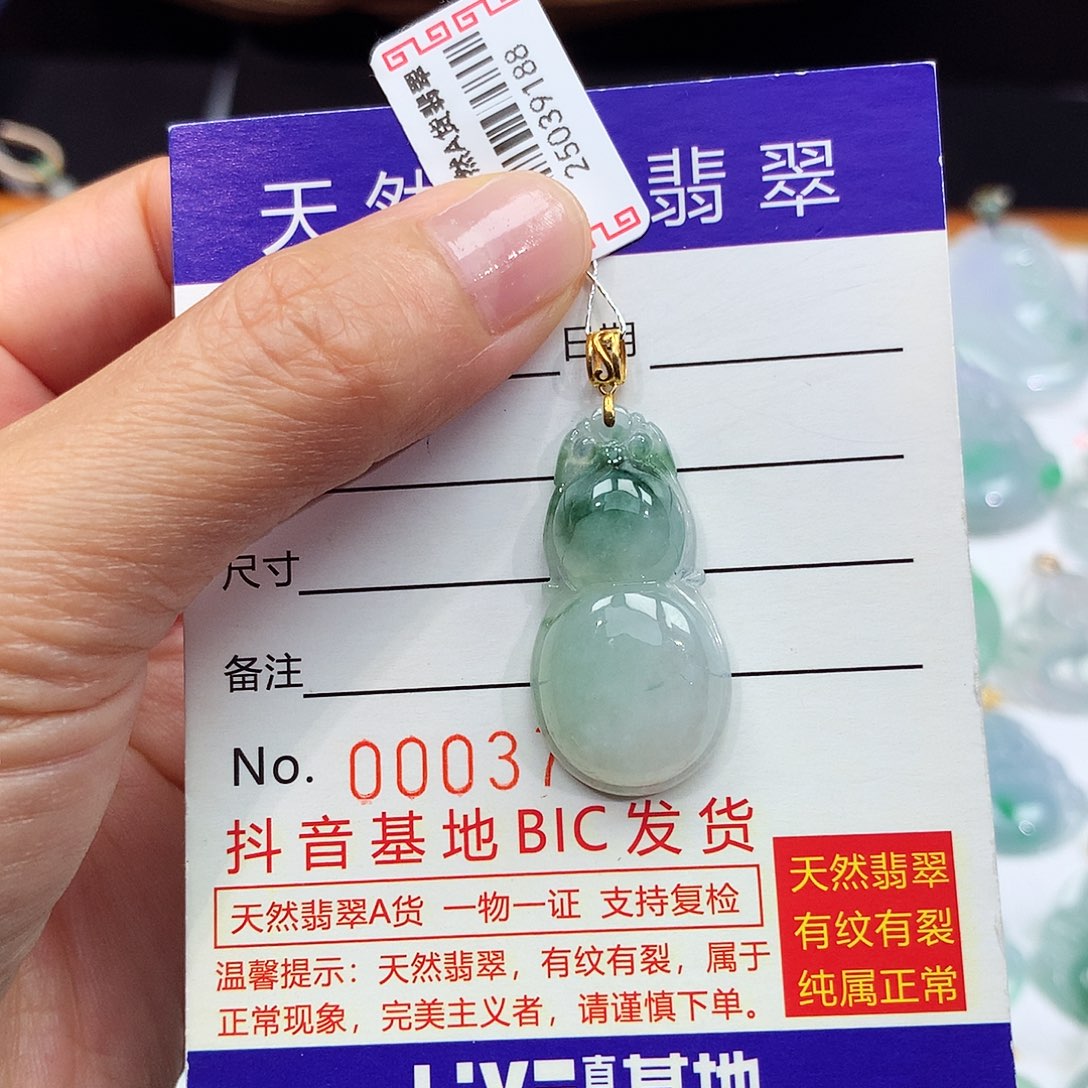 然A货翡翠
25039188
天然翡翠
日期
尺寸
备注
No. 00037
抖音基地BIC发货
天然翡翠A货 一物一证 支持复检
温馨提示：天然翡翠，有纹有裂，属于
正常现象，完美主义者，请谨慎下单。
天然翡翠
有纹有裂
纯属正常
基地